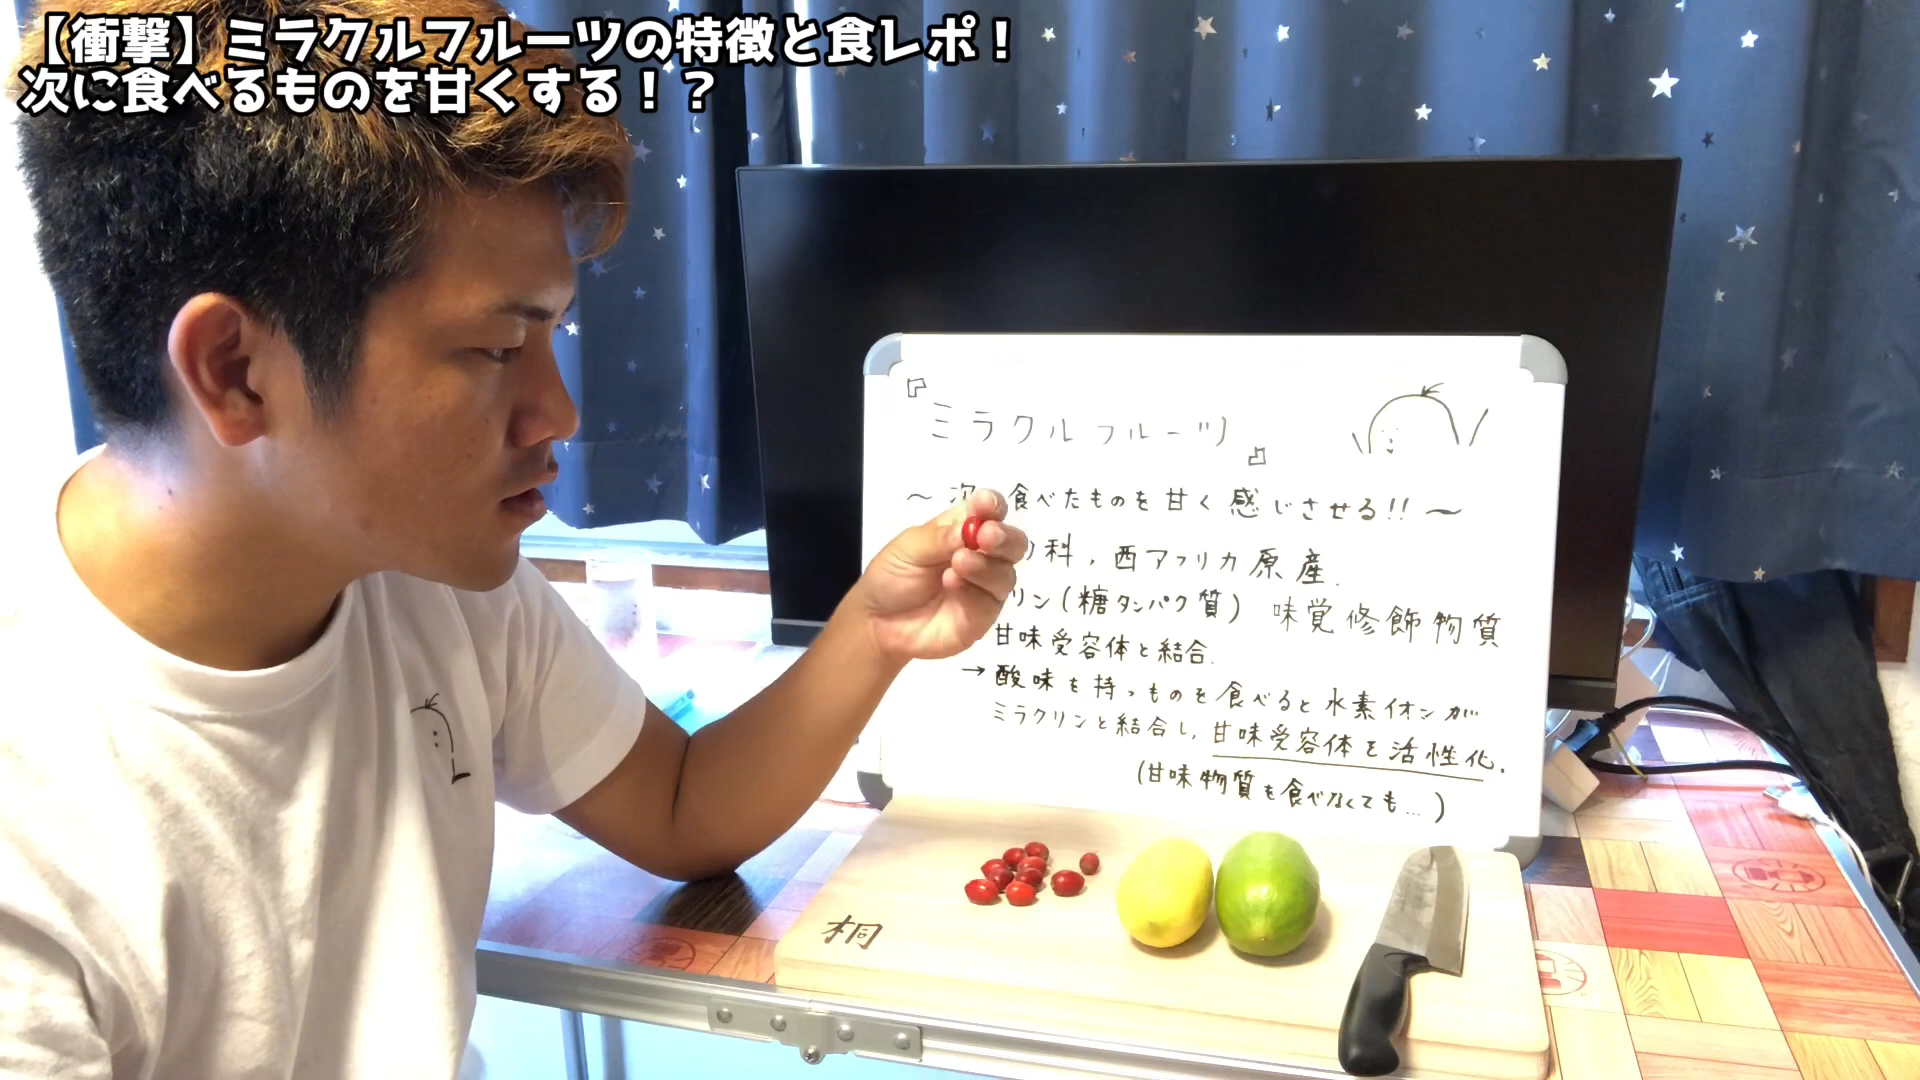 【衝撃】ミラクルフルーツの特徴と食レポ！
次に食べるものを甘くする！？
『ミラクルフルーツ』
～ 次 食べたものを甘く感じさせる!! ～
科, 西アフリカ原産.
リン(糖タンパク質) 味覚修飾物質
甘味受容体と結合.
→酸味を持つものを食べると水素イオンが
ミラクリンと結合し, 甘味受容体を活性化.
(甘味物質を食べなくても…)
桐